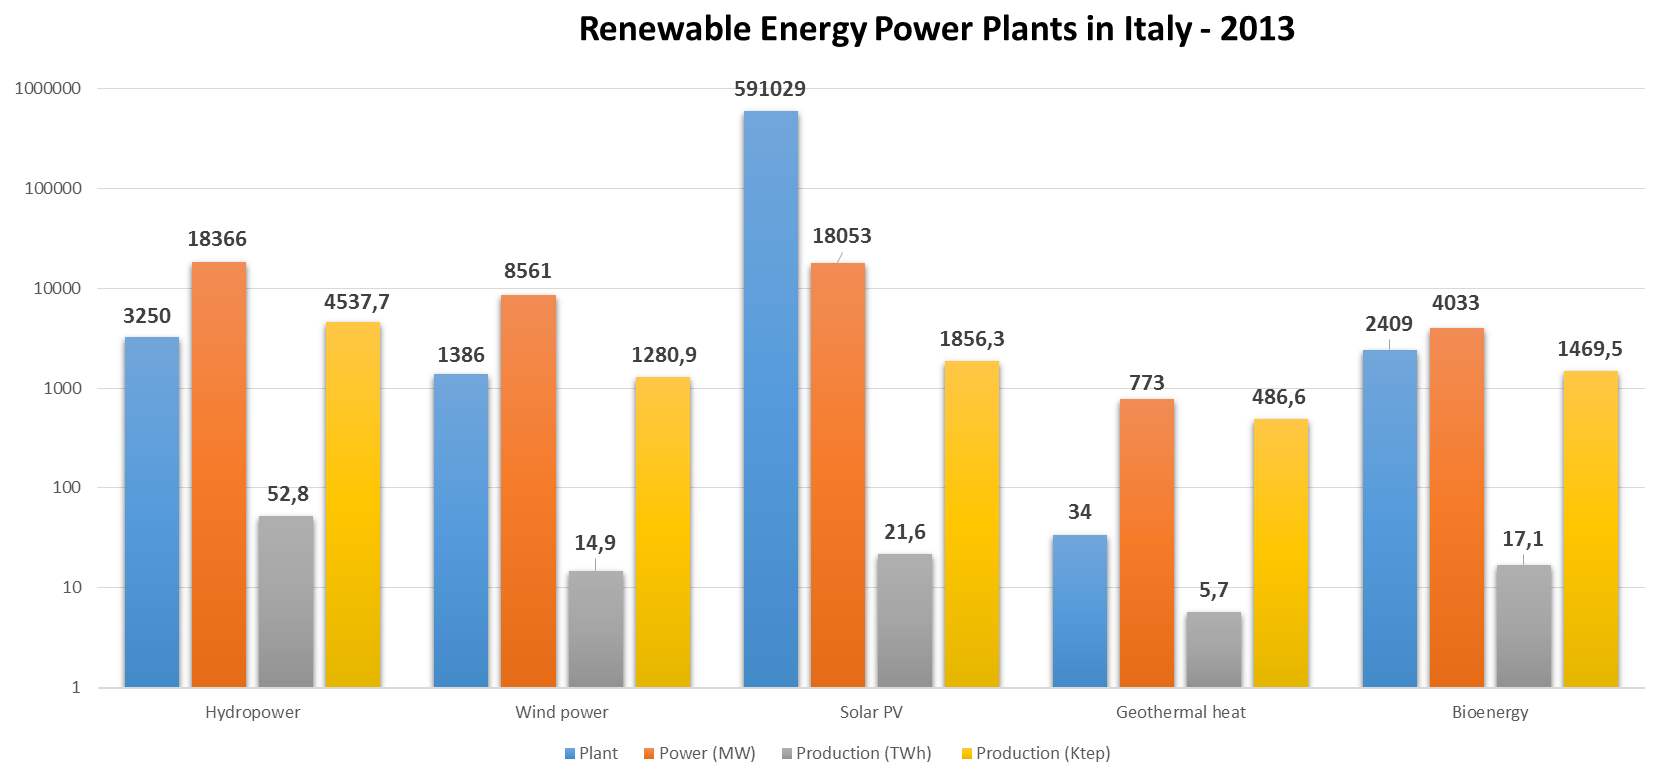 Renewable Energy Power Plants in Italy - 2013
1000000
100000
10000
1000
100
10
1
3250
18366
52,8
4537,7
1386
8561
14,9
1280,9
591029
18053
21,6
1856,3
34
773
5,7
486,6
2409
4033
17,1
1469,5
Hydropower
Wind power
Solar PV
Geothermal heat
Bioenergy
Plant
Power (MW)
Production (TWh)
Production (Ktep)